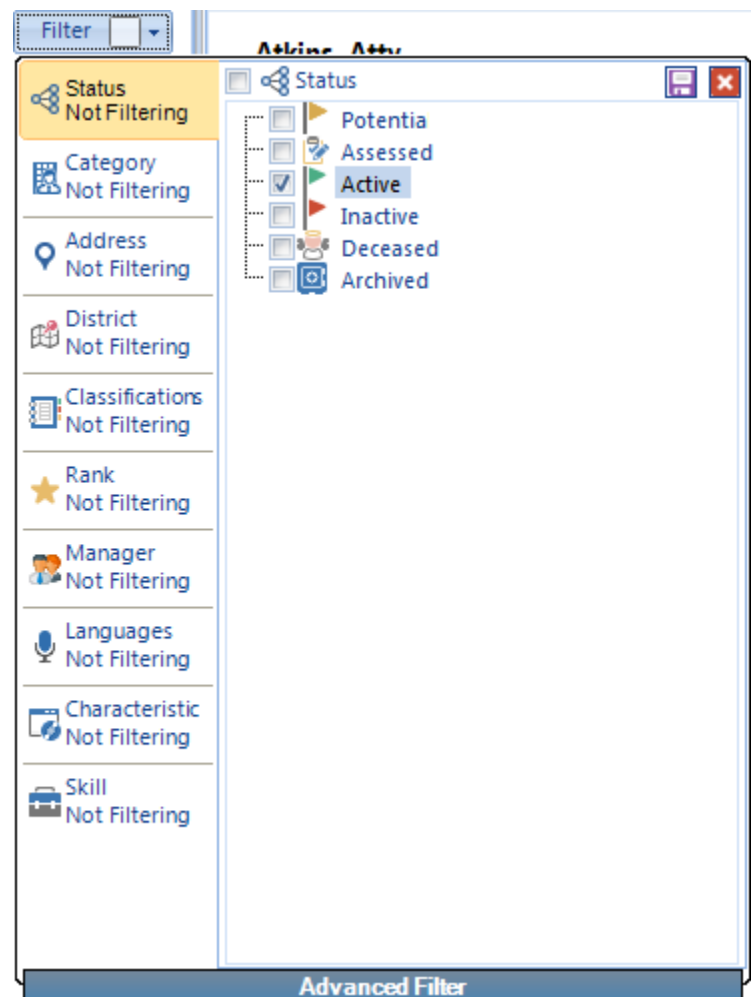 Filter
Atkins, Atty
Status
Not Filtering
Category
Not Filtering
Address
Not Filtering
District
Not Filtering
Classifications
Not Filtering
Rank
Not Filtering
Manager
Not Filtering
Languages
Not Filtering
Characteristic
Not Filtering
Skill
Not Filtering
Status
Potentia
Assessed
Active
Inactive
Deceased
Archived
Advanced Filter